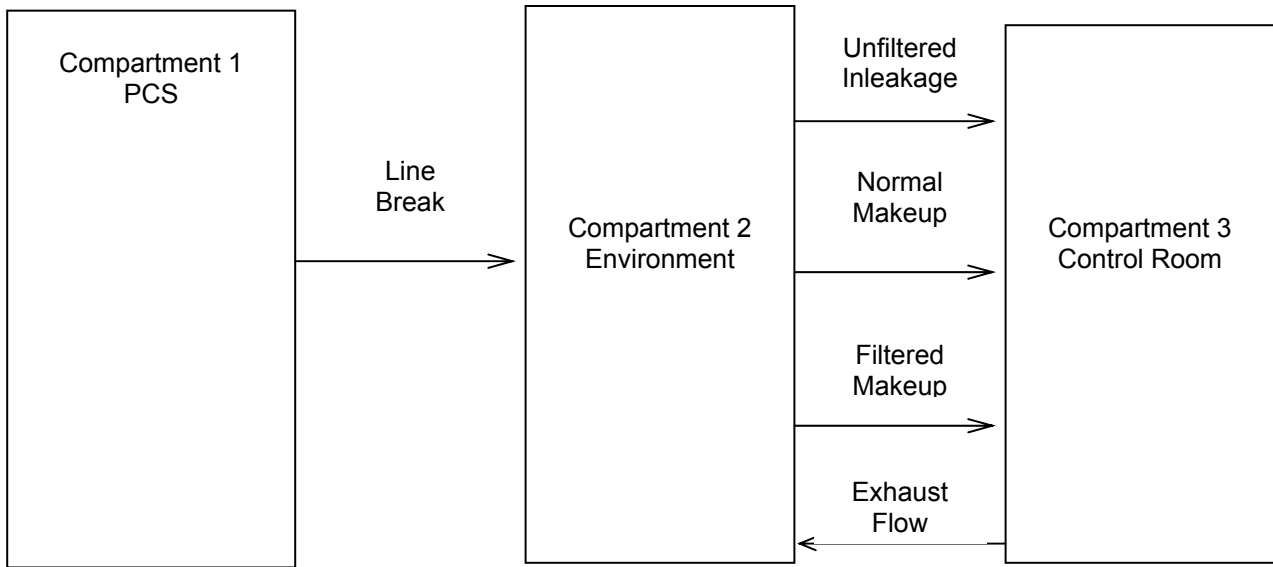 Compartment 1
PCS
Line
Break
Compartment 2
Environment
Unfiltered
Inleakage
Normal
Makeup
Filtered
Makeup
Exhaust
Flow
Compartment 3
Control Room